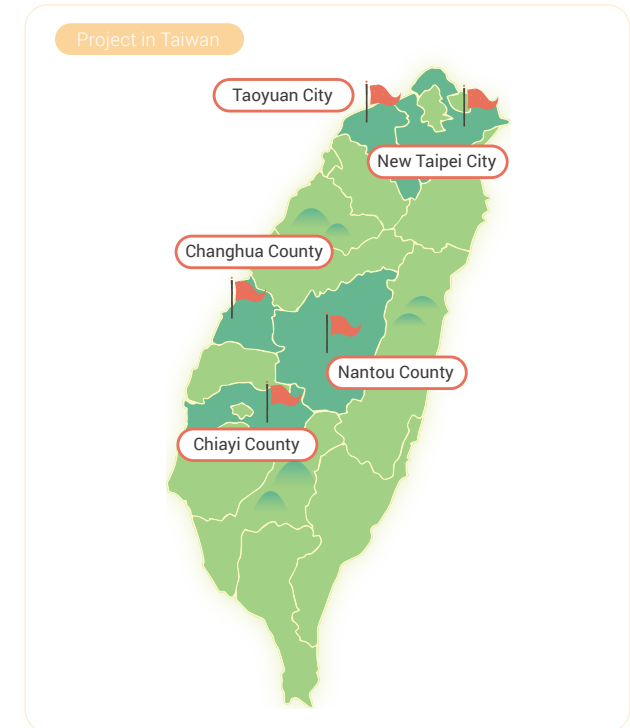 Project in Taiwan
Taoyuan City
New Taipei City
Changhua County
Nantou County
Chiayi County